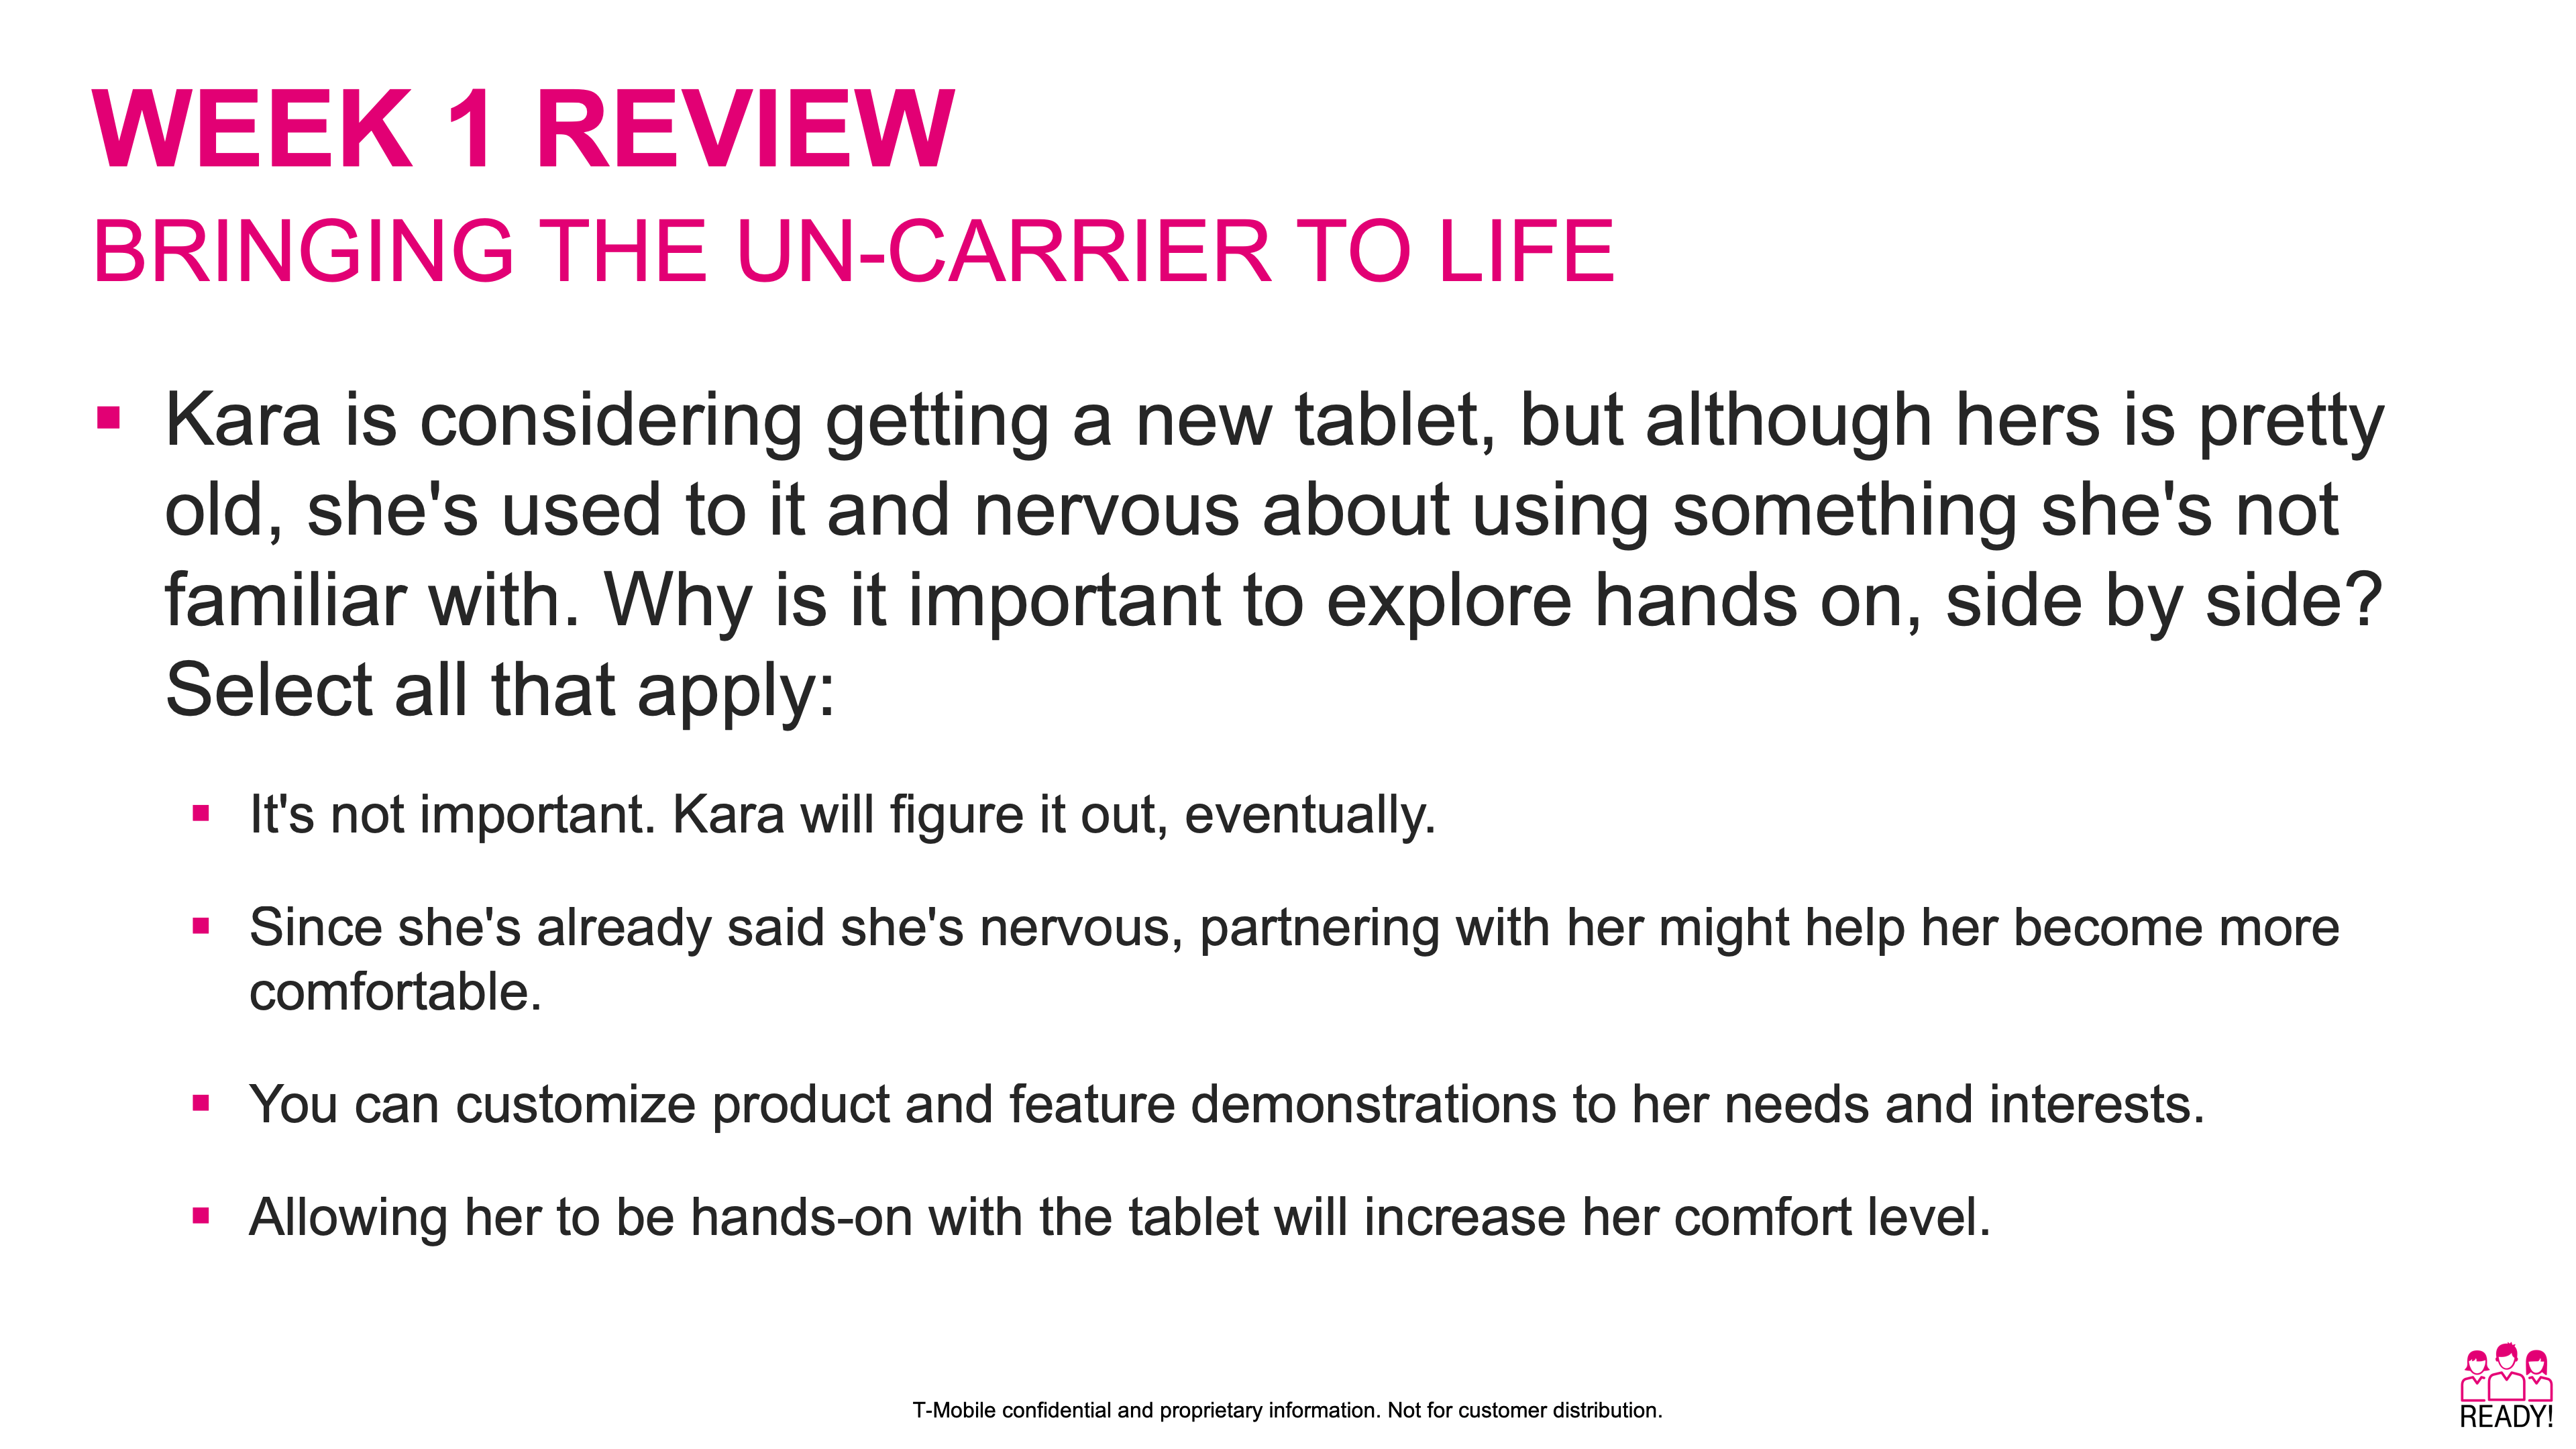 WEEK 1 REVIEW
BRINGING THE UN-CARRIER TO LIFE
Kara is considering getting a new tablet, but although hers is pretty
old, she's used to it and nervous about using something she's not
familiar with. Why is it important to explore hands on, side by side?
Select all that apply:
It's not important. Kara will figure it out, eventually.
Since she's already said she's nervous, partnering with her might help her become more
comfortable.
You can customize product and feature demonstrations to her needs and interests.
Allowing her to be hands-on with the tablet will increase her comfort level.
T-Mobile confidential and proprietary information. Not for customer distribution.
READY!